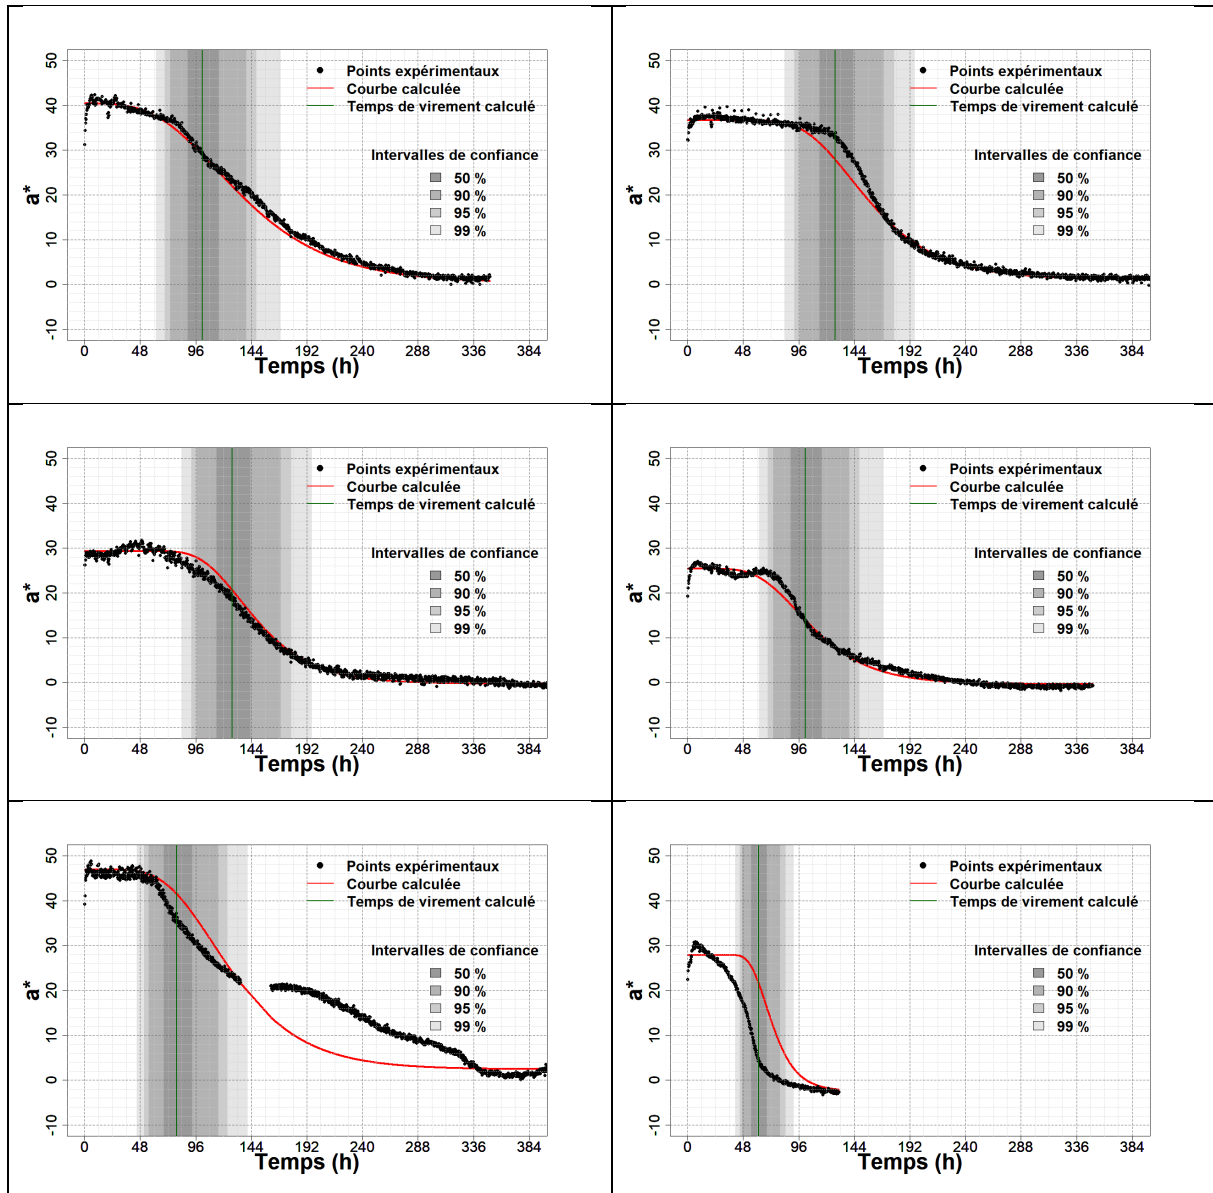 50
40
30
20
10
0
-10
a*
Points expérimentaux
Courbe calculée
Temps de virement calculé
Intervalles de confiance
50 %
90 %
95 %
99 %
0 48 96 144 192 240 288 336 384
Temps (h)
50
40
30
20
10
0
-10
a*
Points expérimentaux
Courbe calculée
Temps de virement calculé
Intervalles de confiance
50 %
90 %
95 %
99 %
0 48 96 144 192 240 288 336 384
Temps (h)
50
40
30
20
10
0
-10
a*
Points expérimentaux
Courbe calculée
Temps de virement calculé
Intervalles de confiance
50 %
90 %
95 %
99 %
0 48 96 144 192 240 288 336 384
Temps (h)
50
40
30
20
10
0
-10
a*
Points expérimentaux
Courbe calculée
Temps de virement calculé
Intervalles de confiance
50 %
90 %
95 %
99 %
0 48 96 144 192 240 288 336 384
Temps (h)
50
40
30
20
10
0
-10
a*
Points expérimentaux
Courbe calculée
Temps de virement calculé
Intervalles de confiance
50 %
90 %
95 %
99 %
0 48 96 144 192 240 288 336 384
Temps (h)
50
40
30
20
10
0
-10
a*
Points expérimentaux
Courbe calculée
Temps de virement calculé
Intervalles de confiance
50 %
90 %
95 %
99 %
0 48 96 144 192 240 288 336 384
Temps (h)